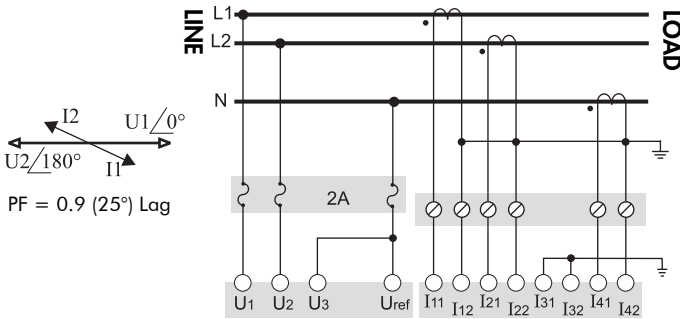 L1
LINE
LOAD
L2
N
I2
U1/0°
U2/180°
I1
PF = 0.9 (25°) Lag
2A
U1
U2
U3
Uref
I11
I12
I21
I22
I31
I32
I41
I42